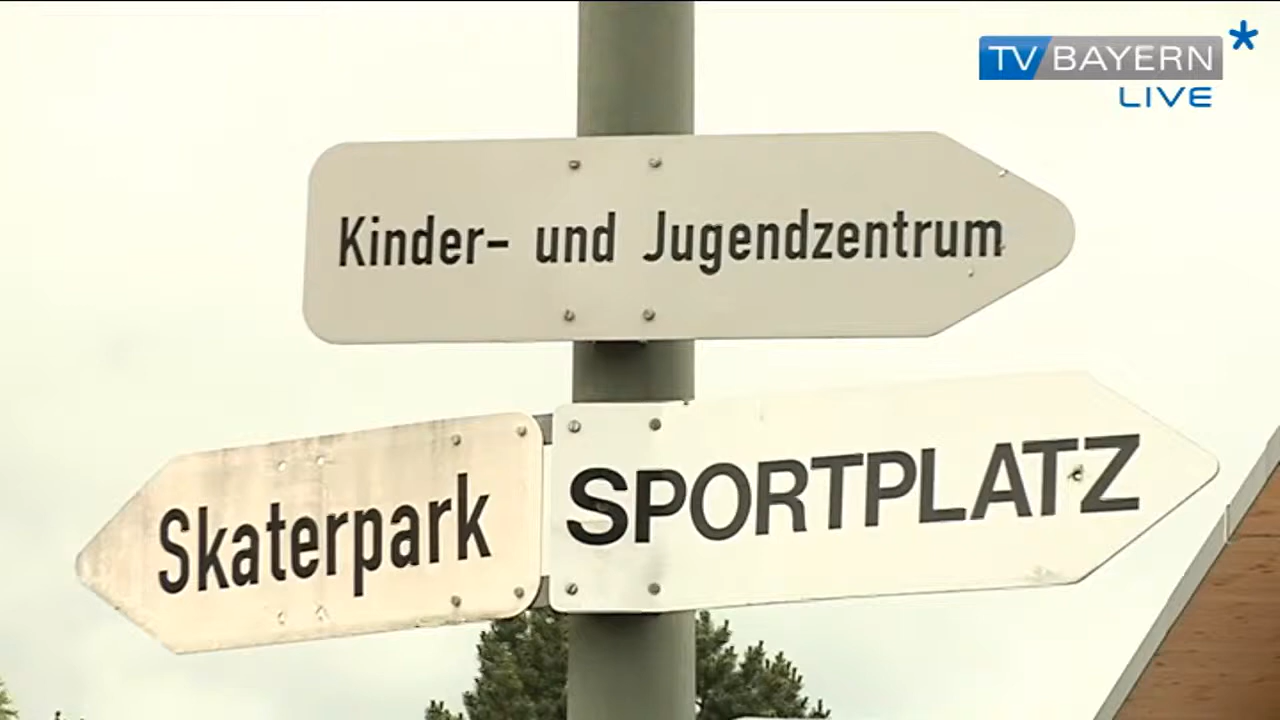 TV BAYERN
LIVE
Kinder- und Jugendzentrum
Skaterpark
SPORTPLATZ